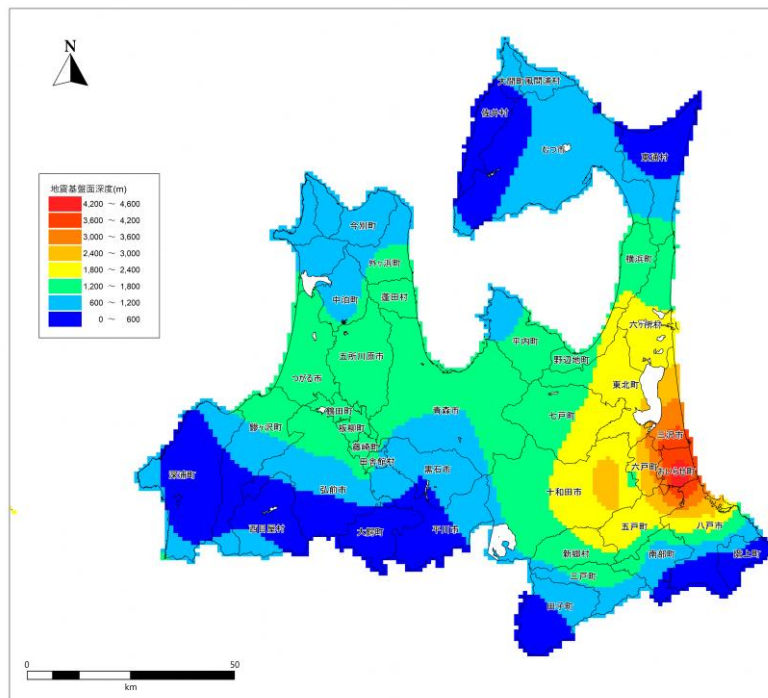 N
大間町
風間浦村
佐井村
むつ市
東通村
地震基盤面深度(m)
4,200 ～ 4,600
3,600 ～ 4,200
3,000 ～ 3,600
2,400 ～ 3,000
1,800 ～ 2,400
1,200 ～ 1,800
600 ～ 1,200
0 ～ 600
今別町
外ヶ浜町
横浜町
中泊町
蓬田村
六ヶ所村
平内町
五所川原市
野辺地町
つがる市
東北町
鶴田町
青森市
七戸町
鰺ヶ沢町
板柳町
三沢市
藤崎町
田舎館村
黒石市
六戸町
おいらせ町
深浦町
弘前市
十和田市
西目屋村
大鰐町
平川市
五戸町
八戸市
新郷村
南部町
階上町
三戸町
田子町
0
50
km